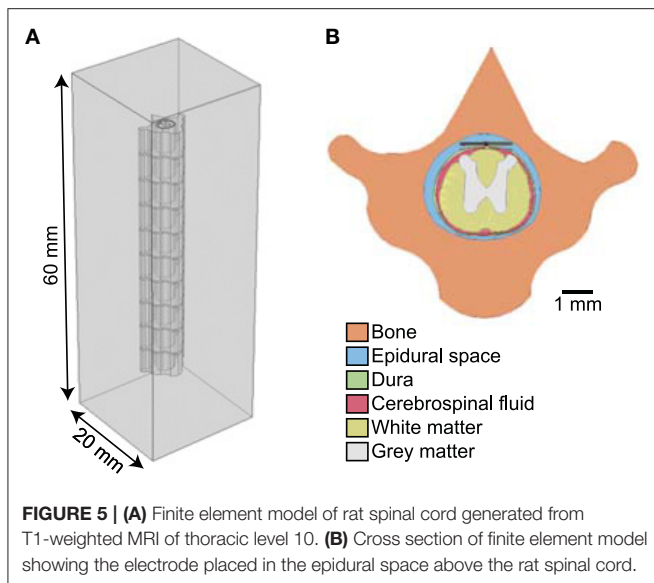 A
B
60 mm
20 mm
1 mm
Bone
Epidural space
Dura
Cerebrospinal fluid
White matter
Grey matter
FIGURE 5 | (A) Finite element model of rat spinal cord generated from
T1-weighted MRI of thoracic level 10. (B) Cross section of finite element model
showing the electrode placed in the epidural space above the rat spinal cord.